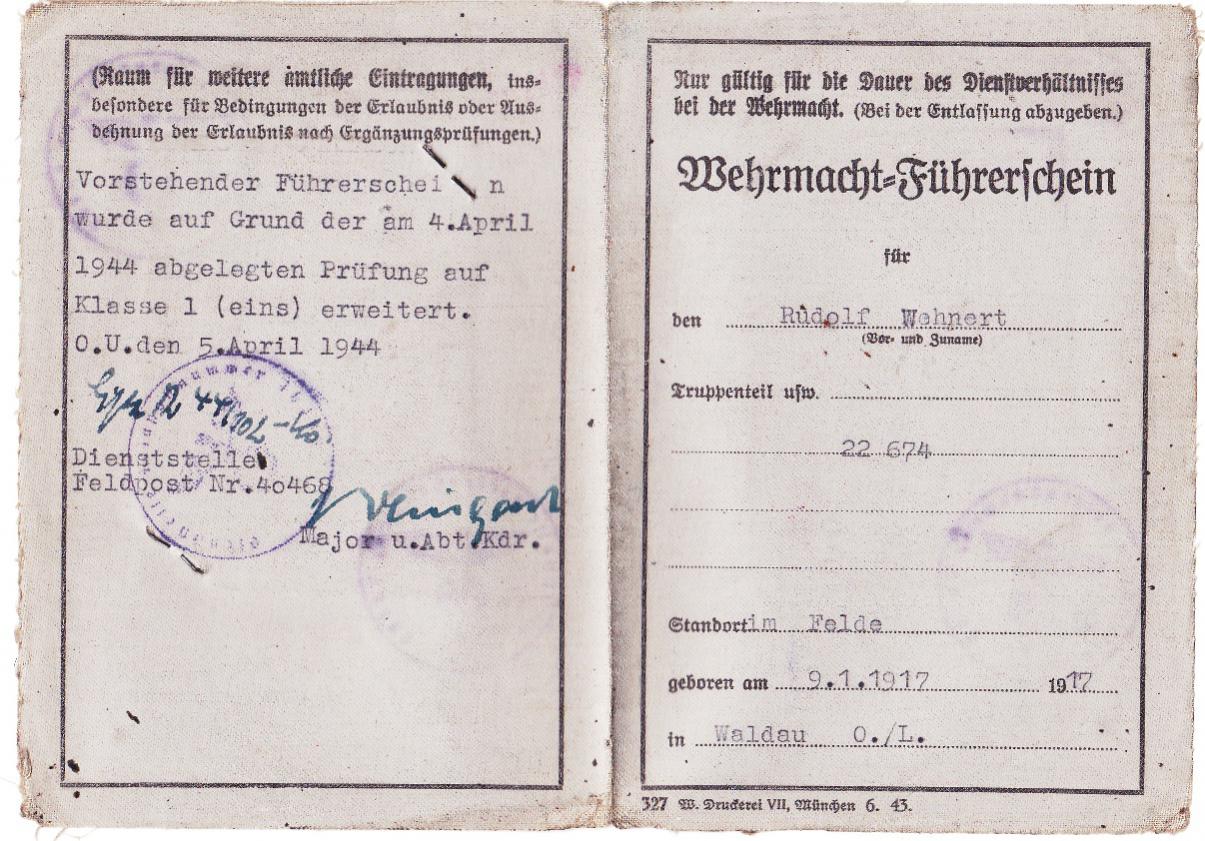 (Raum für weitere amtliche Eintragungen, ins-
besondere für Bedingungen der Erlaubnis oder Aus-
dehnung der Erlaubnis nach Ergänzungsprüfungen.)
Vorstehender Führerschei n
wurde auf Grund der am 4.April
1944 abgelegten Prüfung auf
Klasse 1 (eins) erweitert.
O.U.den 5.April 1944
Dienststelle
Feldpost Nr.4o468
Major u.Abt.Kdr.
Nur gültig für die Dauer des Dienstverhältnisses
bei der Wehrmacht. (Bei der Entlassung abzugeben.)
Wehrmacht-Führerschein
für
den Rudolf Wehnert
(Vor- und Zuname)
Truppenteil usw.
22 674
Standort im Felde
geboren am 9.1.1917 1917
in Waldau O./L.
327 W. Druckerei VII, München 6. 43.